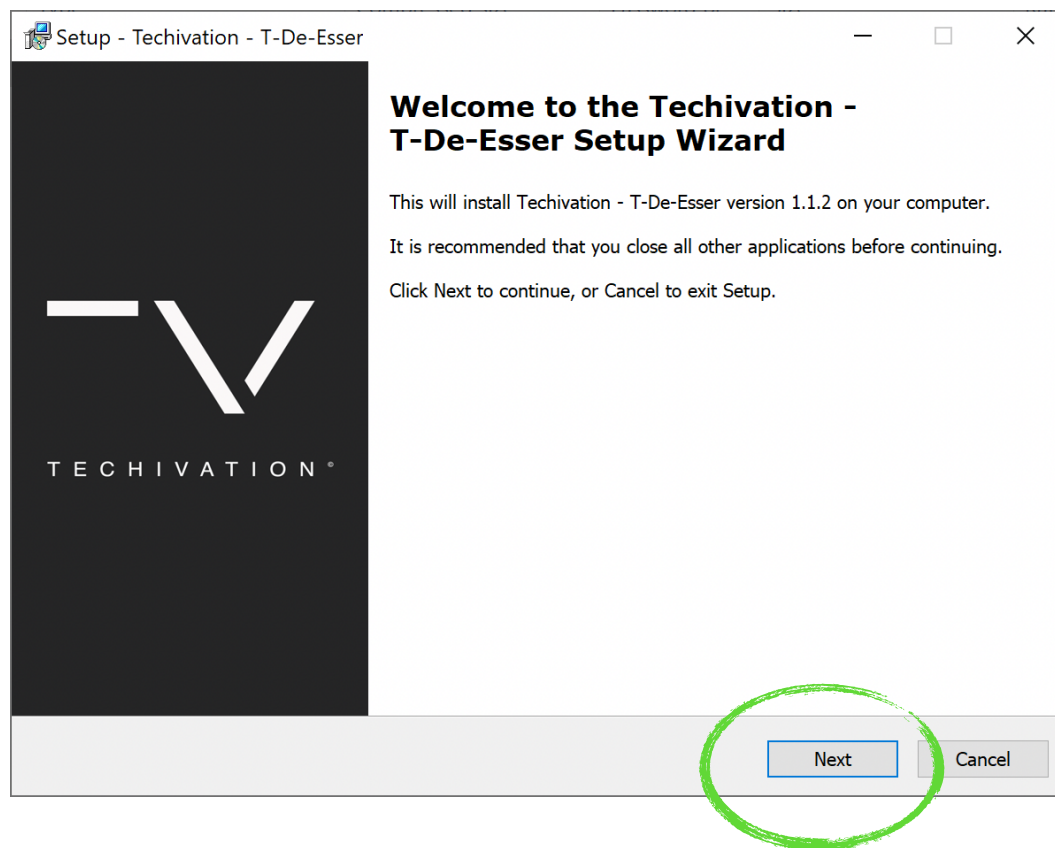 Setup - Techivation - T-De-Esser
Welcome to the Techivation -
T-De-Esser Setup Wizard
This will install Techivation - T-De-Esser version 1.1.2 on your computer.
It is recommended that you close all other applications before continuing.
Click Next to continue, or Cancel to exit Setup.
TECHIVATION
Next
Cancel